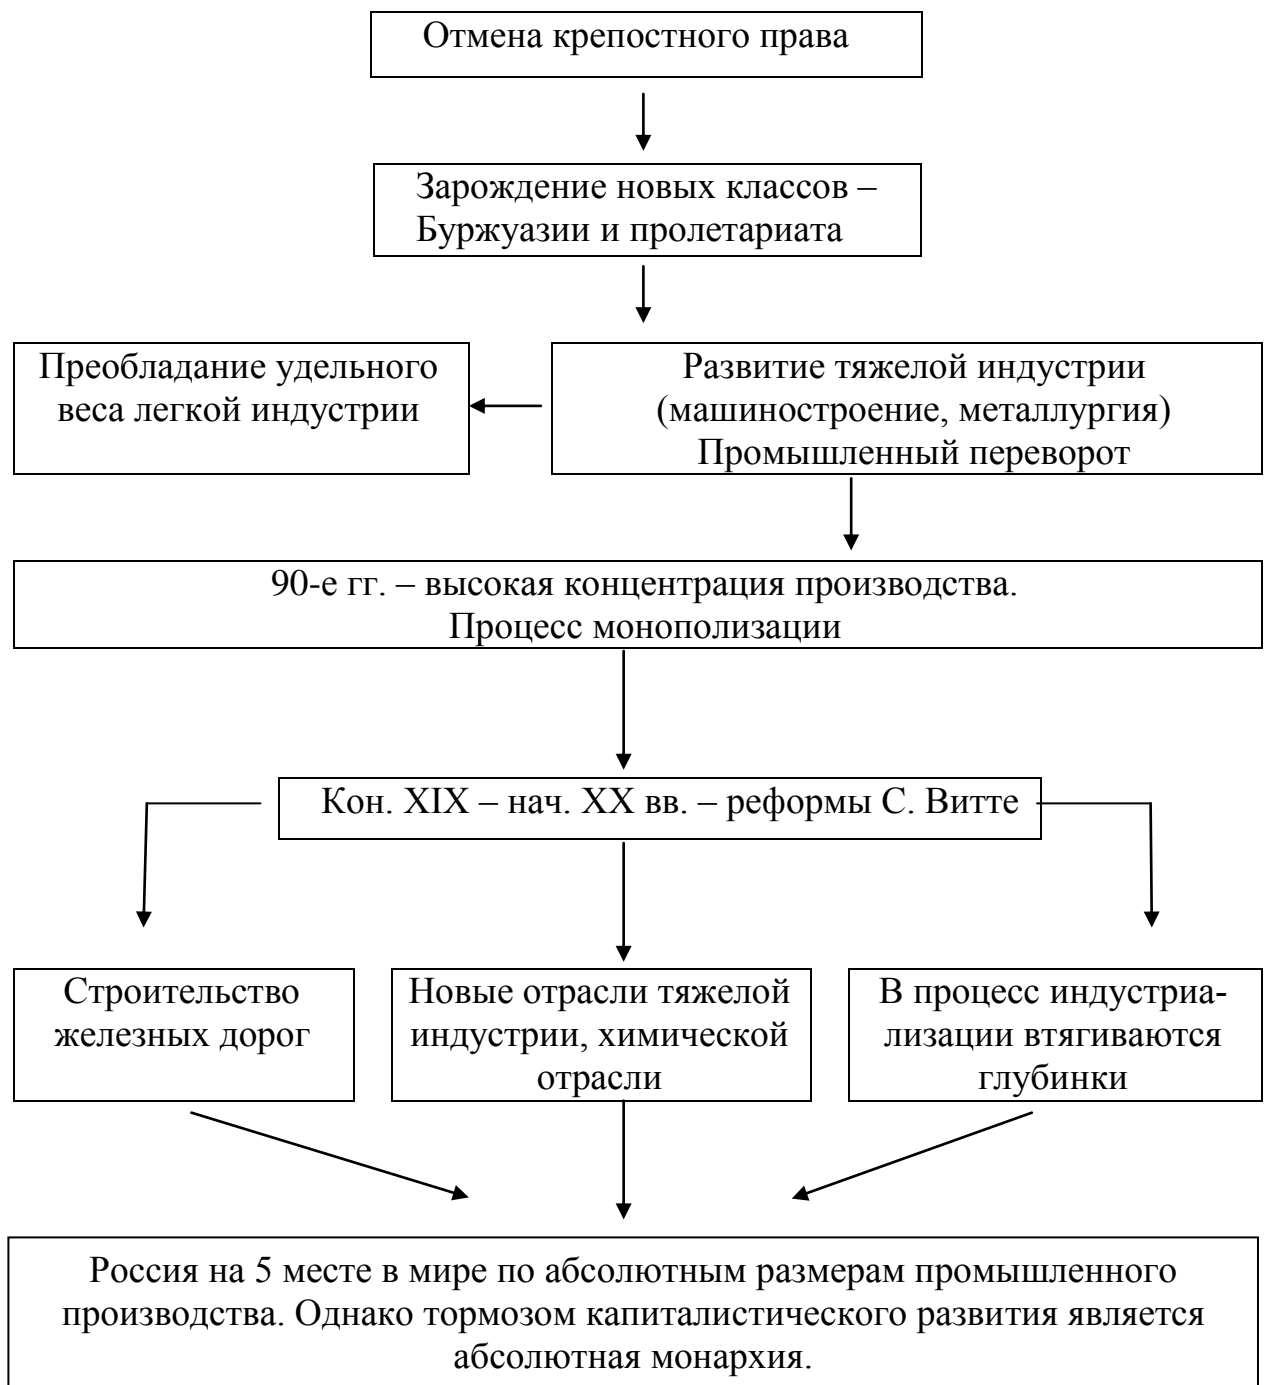 Отмена крепостного права
Зарождение новых классов –
Буржуазии и пролетариата
Преобладание удельного
веса легкой индустрии
Развитие тяжелой индустрии
(машиностроение, металлургия)
Промышленный переворот
90-е гг. – высокая концентрация производства.
Процесс монополизации
Кон. XIX – нач. XX вв. – реформы С. Витте
Строительство
железных дорог
Новые отрасли тяжелой
индустрии, химической
отрасли
В процесс индустриа-
лизации втягиваются
глубинки
Россия на 5 месте в мире по абсолютным размерам промышленного
производства. Однако тормозом капиталистического развития является
абсолютная монархия.